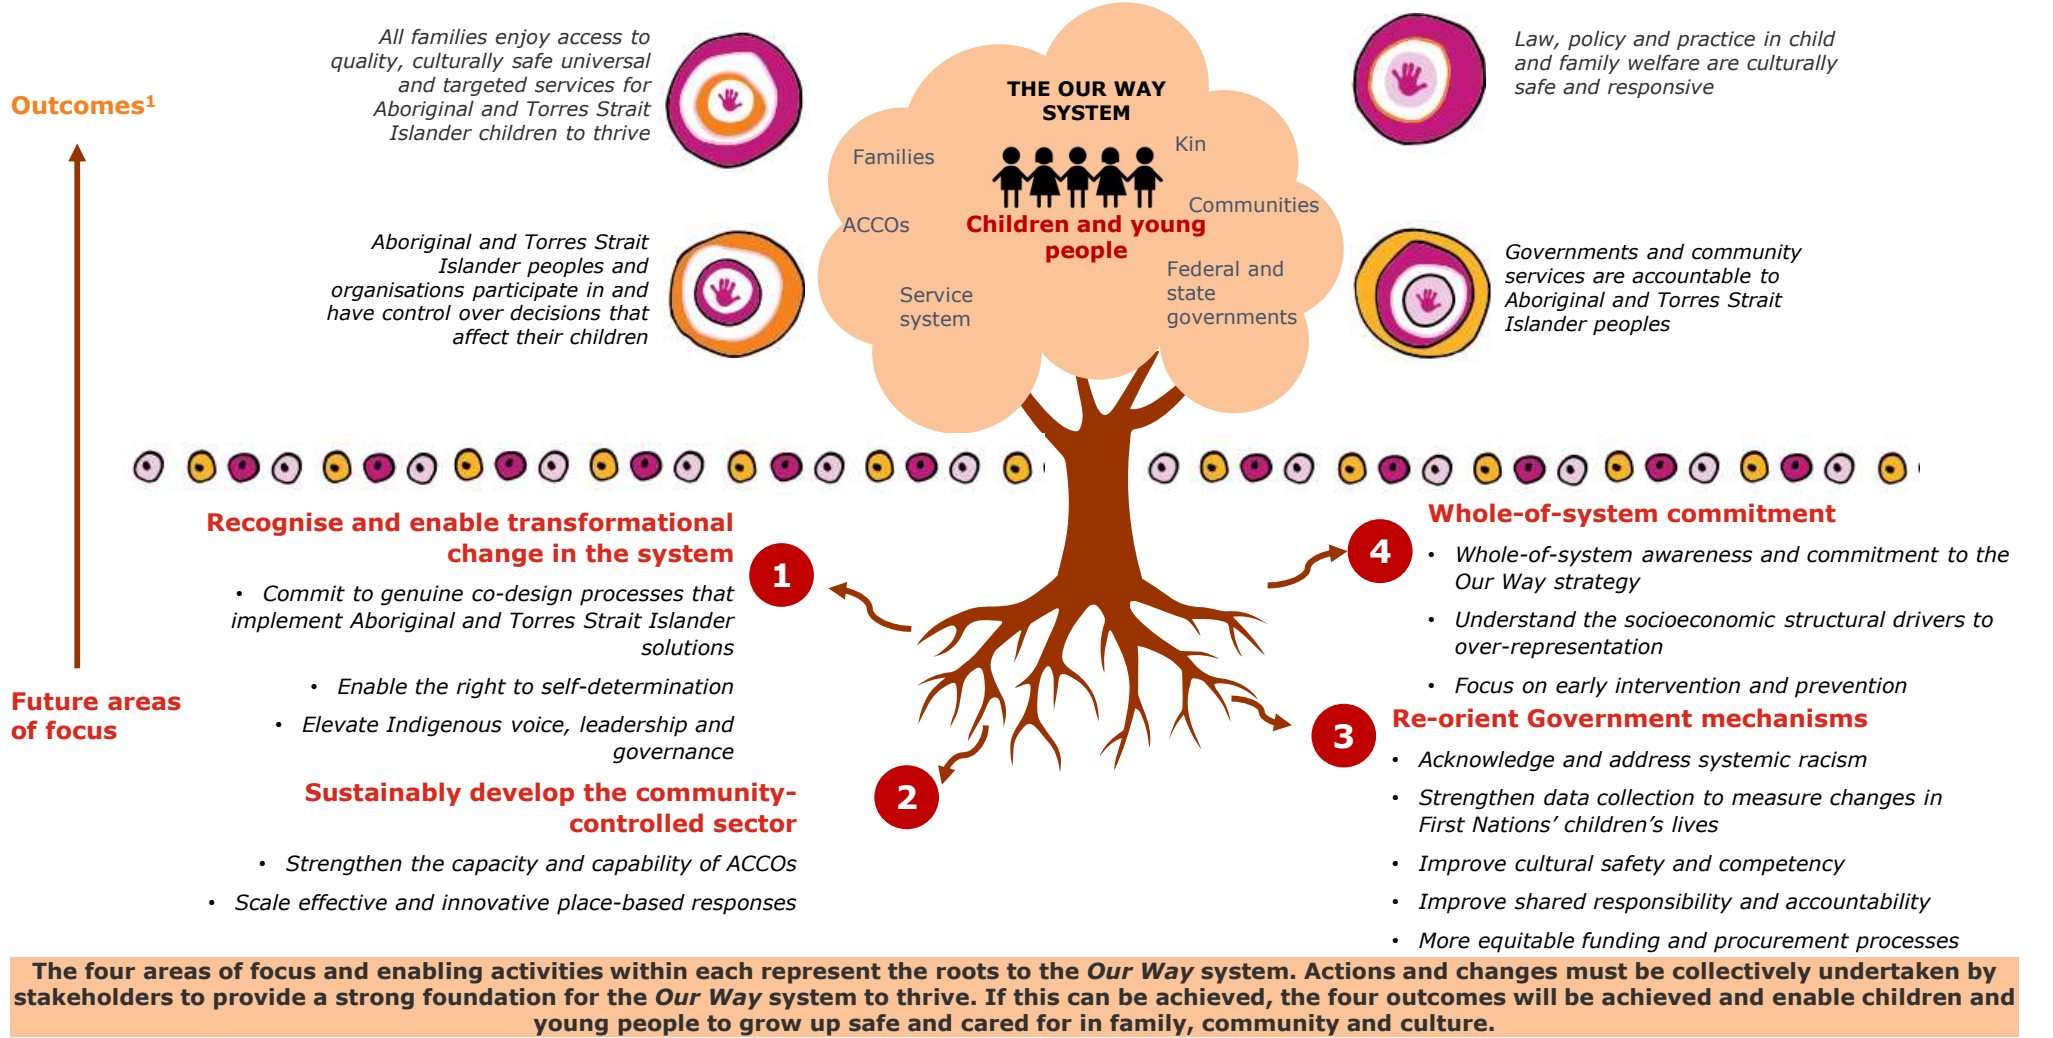 Outcomes¹
All families enjoy access to
quality, culturally safe universal
and targeted services for
Aboriginal and Torres Strait
Islander children to thrive
Aboriginal and Torres Strait
Islander peoples and
organisations participate in and
have control over decisions that
affect their children
THE OUR WAY
SYSTEM
Families
Kin
ACCOs
Communities
Children and young
people
Service
system
Federal and
state
governments
Law, policy and practice in child
and family welfare are culturally
safe and responsive
Governments and community
services are accountable to
Aboriginal and Torres Strait
Islander peoples
Future areas
of focus
Recognise and enable transformational
change in the system
1
• Commit to genuine co-design processes that
implement Aboriginal and Torres Strait Islander
solutions
• Enable the right to self-determination
• Elevate Indigenous voice, leadership and
governance
Sustainably develop the community-
controlled sector
2
• Strengthen the capacity and capability of ACCOs
• Scale effective and innovative place-based responses
4
Whole-of-system commitment
• Whole-of-system awareness and commitment to the
Our Way strategy
• Understand the socioeconomic structural drivers to
over-representation
• Focus on early intervention and prevention
3
Re-orient Government mechanisms
• Acknowledge and address systemic racism
• Strengthen data collection to measure changes in
First Nations’ children’s lives
• Improve cultural safety and competency
• Improve shared responsibility and accountability
• More equitable funding and procurement processes
The four areas of focus and enabling activities within each represent the roots to the Our Way system. Actions and changes must be collectively undertaken by
stakeholders to provide a strong foundation for the Our Way system to thrive. If this can be achieved, the four outcomes will be achieved and enable children and
young people to grow up safe and cared for in family, community and culture.